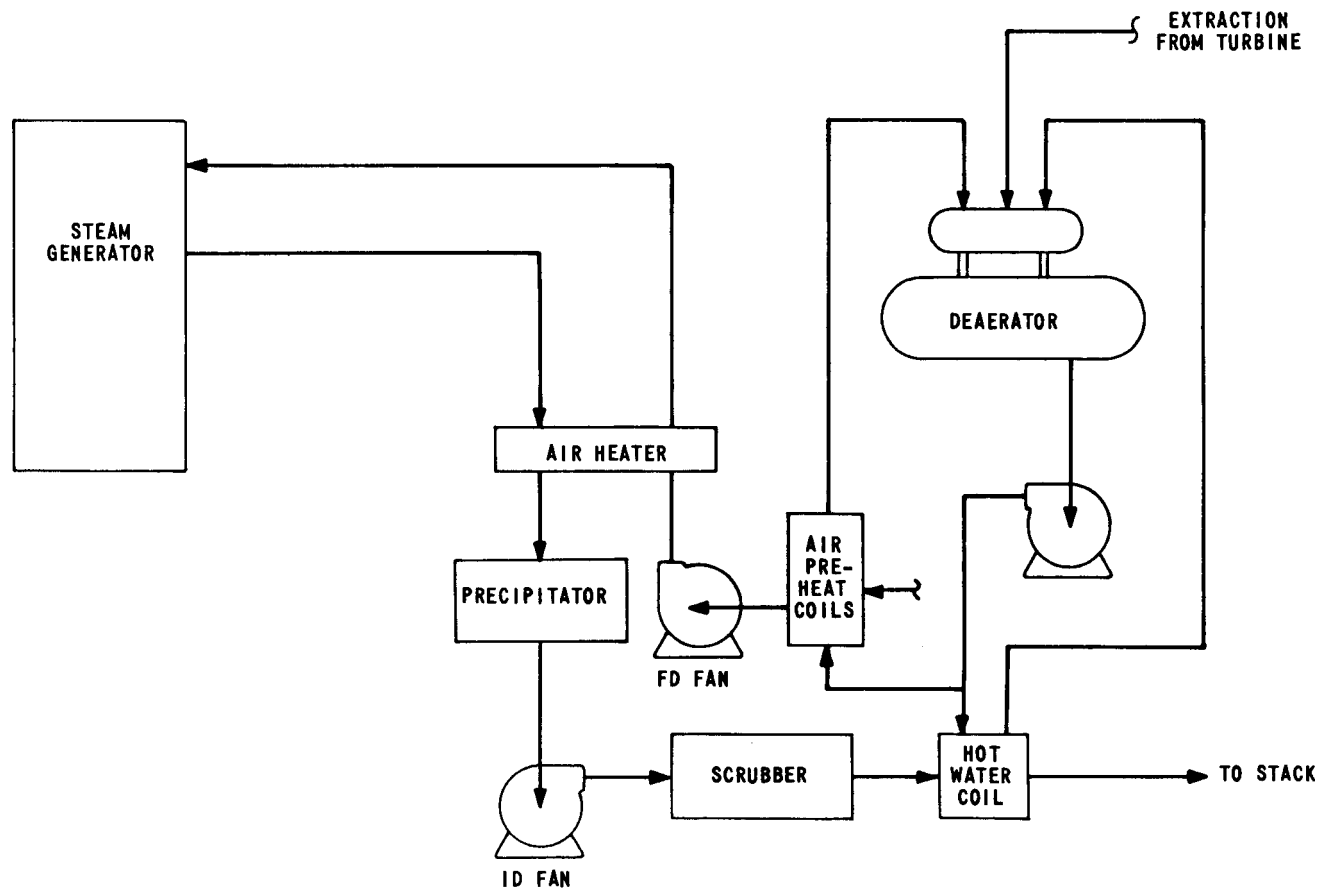 EXTRACTION
FROM TURBINE
STEAM
GENERATOR
DEAERATOR
AIR HEATER
AIR
PRE-
HEAT
COILS
PRECIPITATOR
FD FAN
SCRUBBER
HOT
WATER
COIL
TO STACK
ID FAN